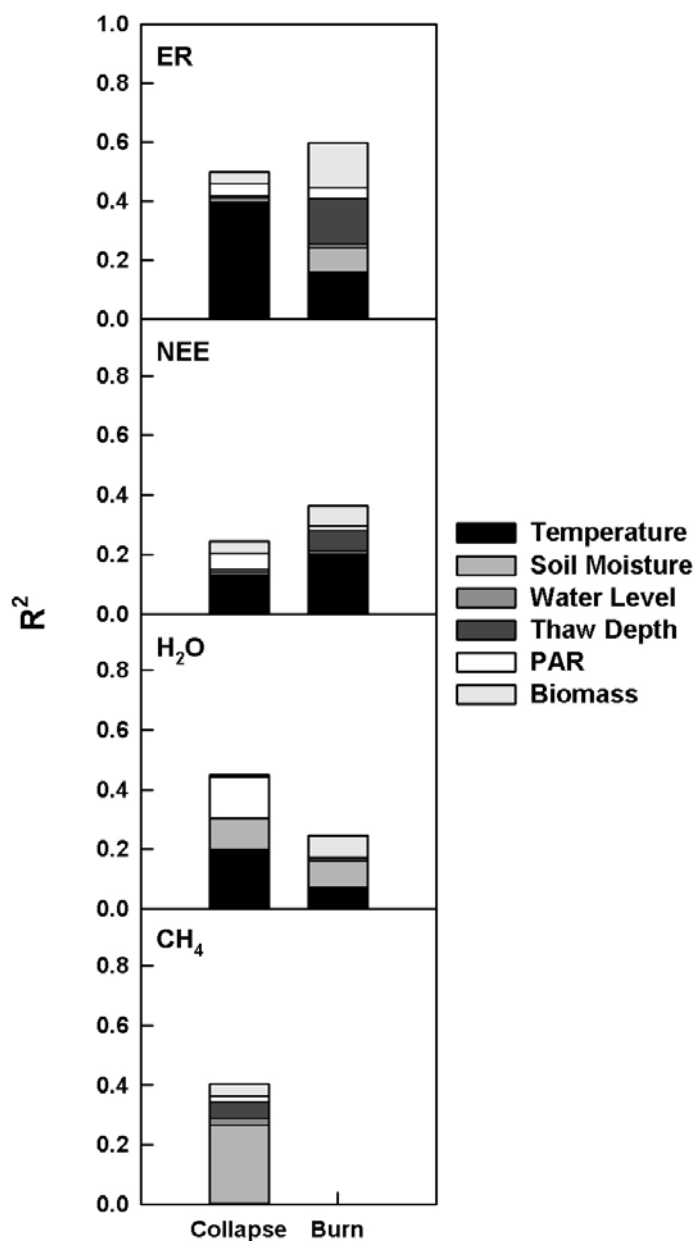 1.0
ER
0.8
0.6
0.4
0.2
0.0
NEE
0.8
0.6
0.4
0.2
0.0
R²
H₂O
0.8
0.6
0.4
0.2
0.0
CH₄
0.8
0.6
0.4
0.2
0.0
Collapse Burn
Temperature
Soil Moisture
Water Level
Thaw Depth
PAR
Biomass